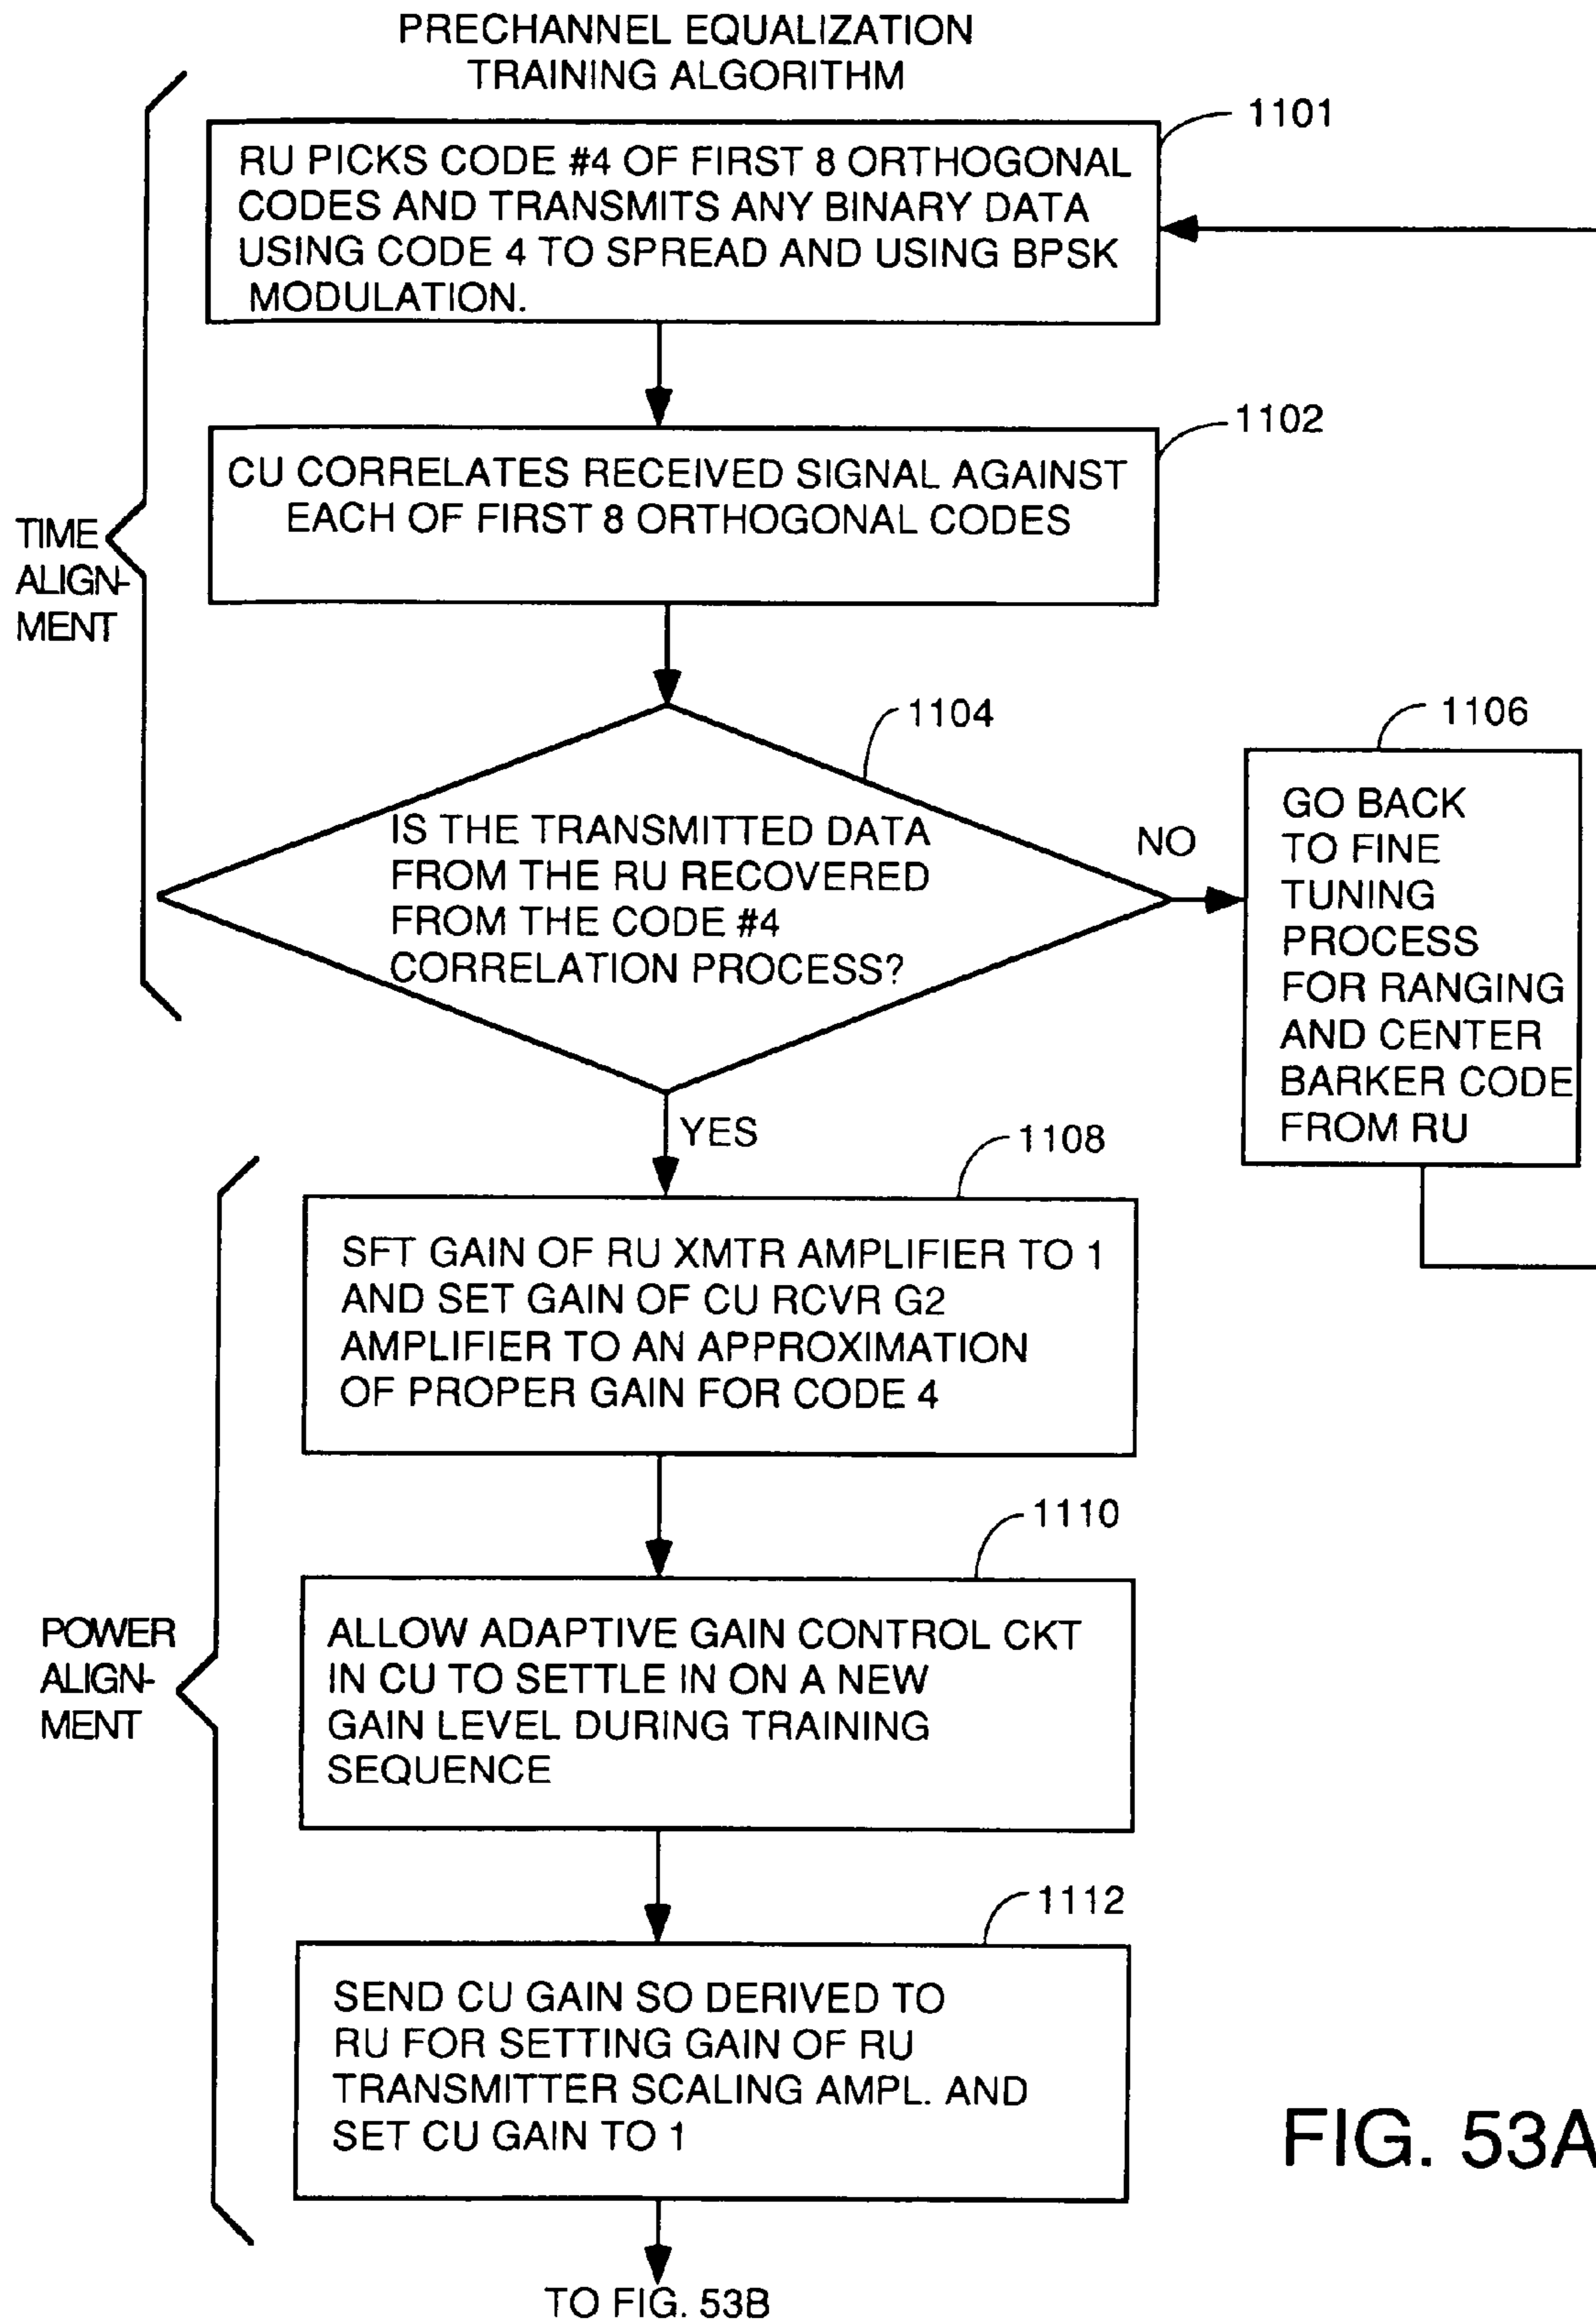 PRECHANNEL EQUALIZATION
TRAINING ALGORITHM
1101
RU PICKS CODE #4 OF FIRST 8 ORTHOGONAL
CODES AND TRANSMITS ANY BINARY DATA
USING CODE 4 TO SPREAD AND USING BPSK
MODULATION.
1102
CU CORRELATES RECEIVED SIGNAL AGAINST
EACH OF FIRST 8 ORTHOGONAL CODES
TIME
ALIGN-
MENT
1104
IS THE TRANSMITTED DATA
FROM THE RU RECOVERED
FROM THE CODE #4
CORRELATION PROCESS?
NO
1106
GO BACK
TO FINE
TUNING
PROCESS
FOR RANGING
AND CENTER
BARKER CODE
FROM RU
YES
1108
SFT GAIN OF RU XMTR AMPLIFIER TO 1
AND SET GAIN OF CU RCVR G2
AMPLIFIER TO AN APPROXIMATION
OF PROPER GAIN FOR CODE 4
1110
ALLOW ADAPTIVE GAIN CONTROL CKT
IN CU TO SETTLE IN ON A NEW
GAIN LEVEL DURING TRAINING
SEQUENCE
POWER
ALIGN-
MENT
1112
SEND CU GAIN SO DERIVED TO
RU FOR SETTING GAIN OF RU
TRANSMITTER SCALING AMPL. AND
SET CU GAIN TO 1
TO FIG. 53B
FIG. 53A